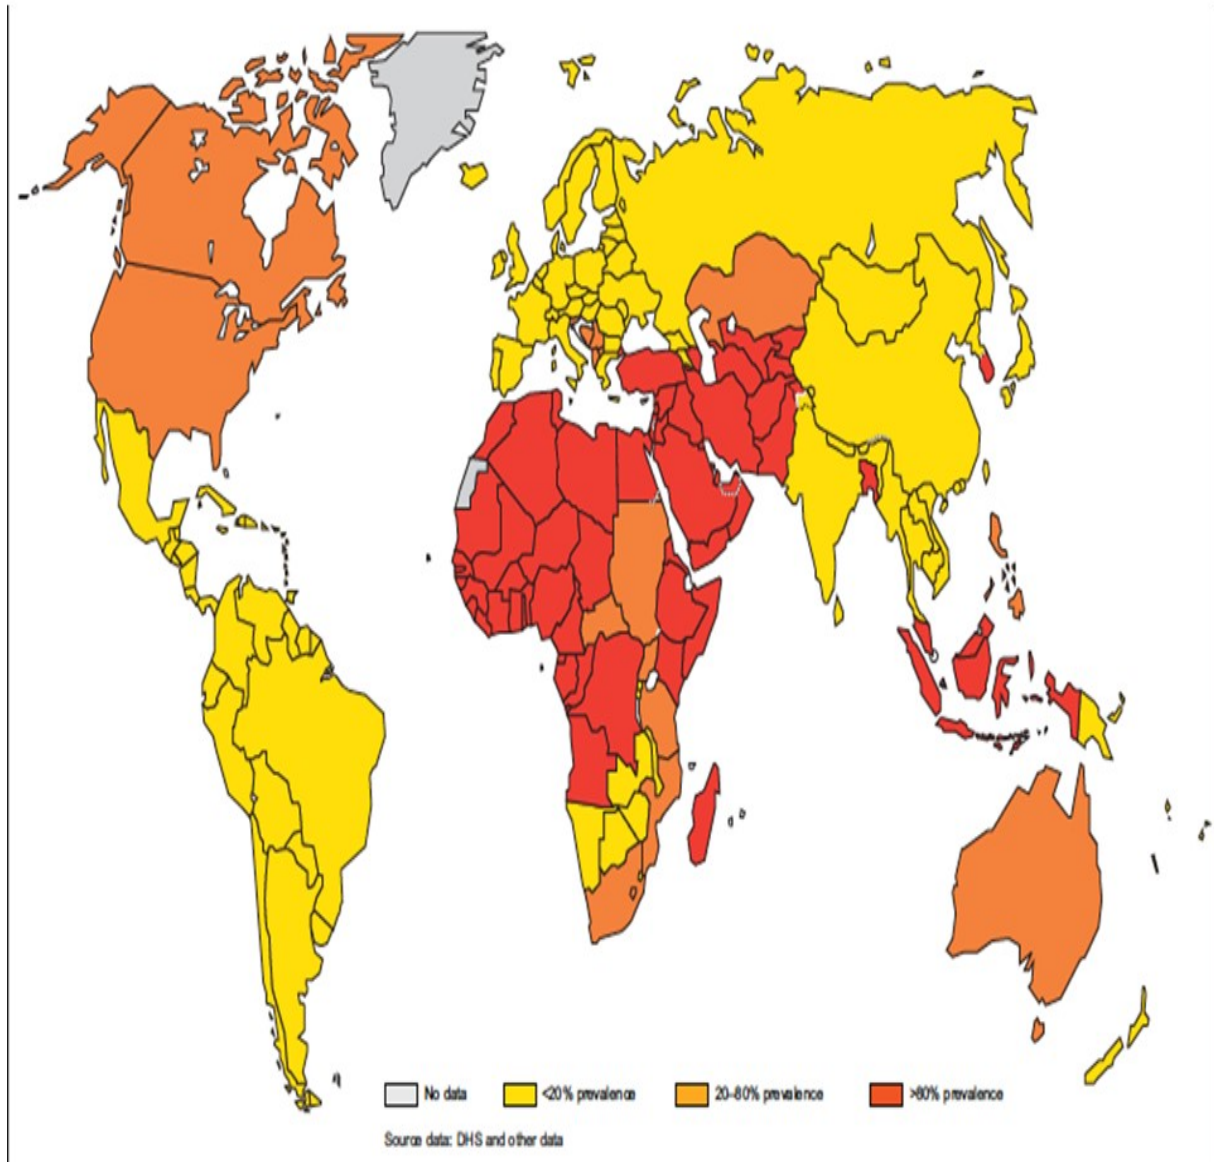 No data
<20% prevalence
20–80% prevalence
>80% prevalence
Source data: DHS and other data